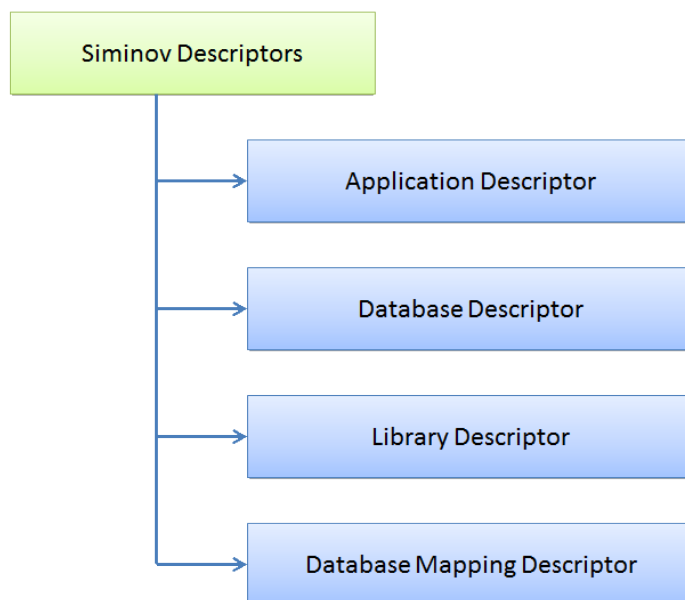 Siminov Descriptors
Application Descriptor
Database Descriptor
Library Descriptor
Database Mapping Descriptor